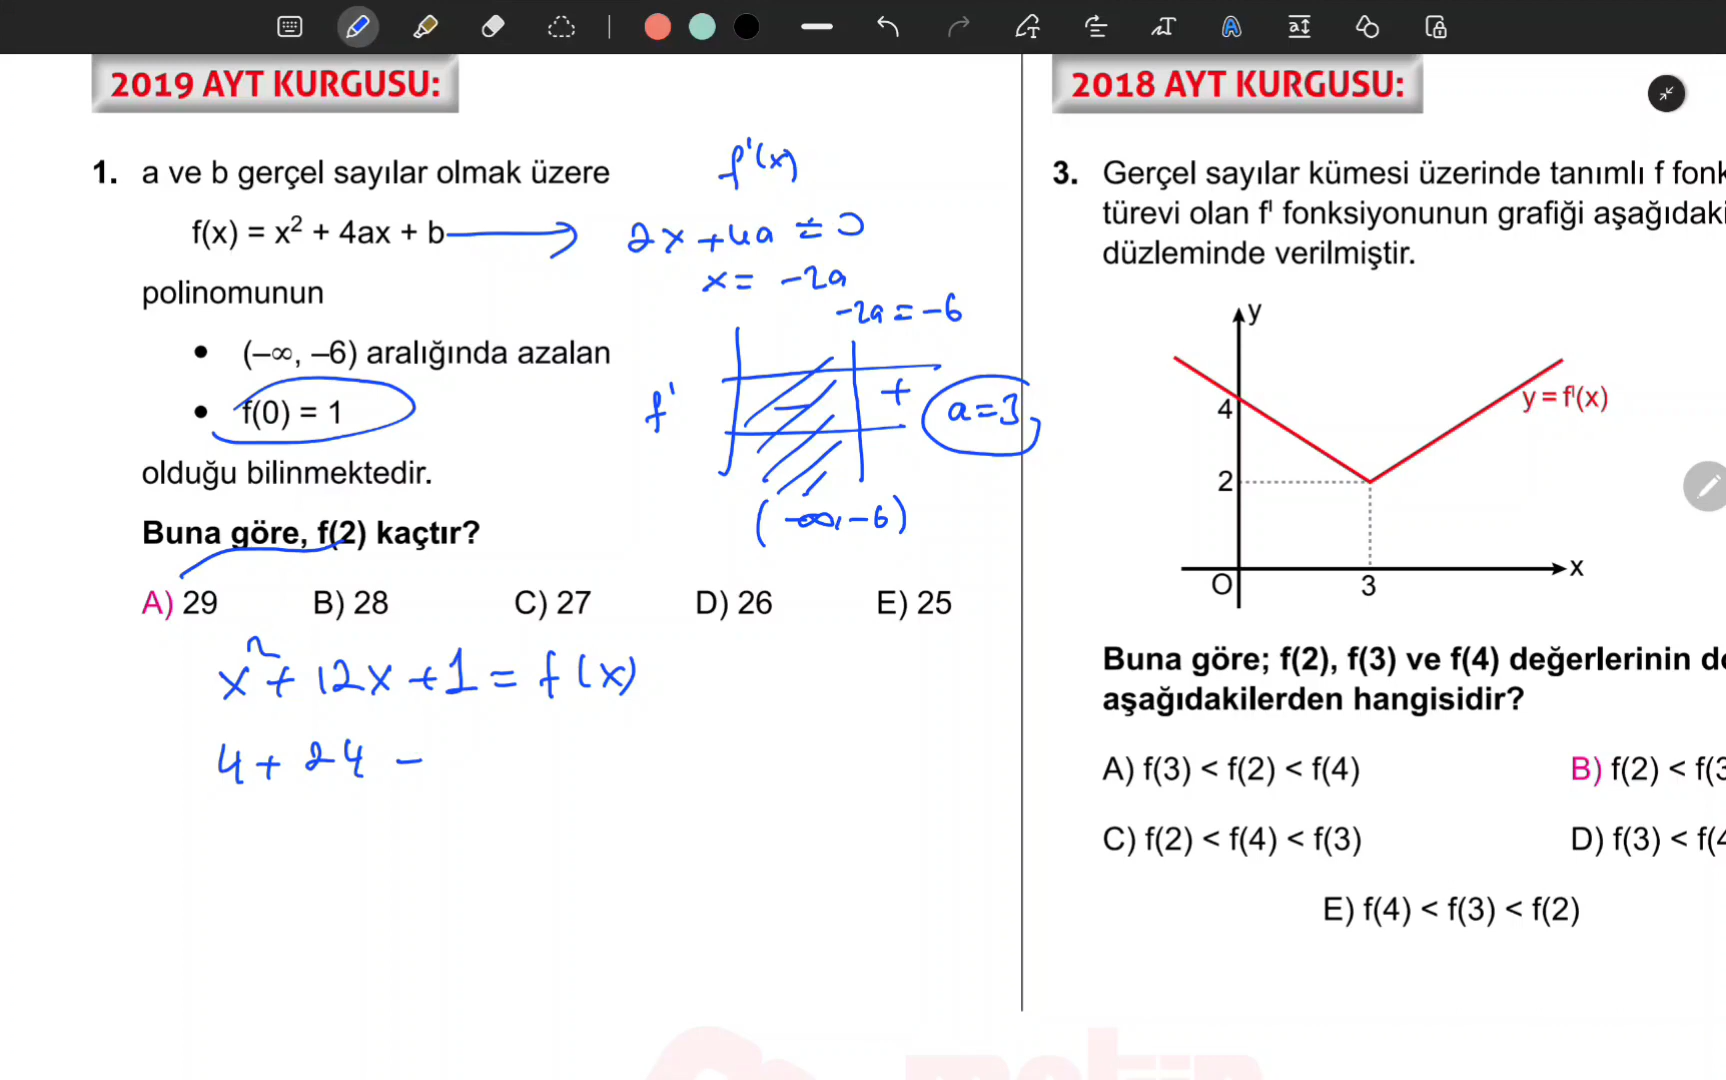 2019 AYT KURGUSU:
1. a ve b gerçel sayılar olmak üzere
f(x) = x² + 4ax + b
polinomunun
• (–∞, –6) aralığında azalan
• f(0) = 1
olduğu bilinmektedir.
Buna göre, f(2) kaçtır?
A) 29 B) 28 C) 27 D) 26 E) 25
f'(x)
2x + 4a = 0
x = -2a
-2a = -6
f' - +
a = 3
(-∞, -6)
x² + 12x + 1 = f(x)
4 + 24 -
2018 AYT KURGUSU:
3. Gerçel sayılar kümesi üzerinde tanımlı f
türevi olan f' fonksiyonunun grafiği
düzleminde verilmiştir.
y
4
y = f'(x)
2
O 3 x
Buna göre; f(2), f(3) ve f(4) değerlerinin
aşağıdakilerden hangisidir?
A) f(3) < f(2) < f(4) B) f(2) <
C) f(2) < f(4) < f(3) D) f(3) <
E) f(4) < f(3) < f(2)